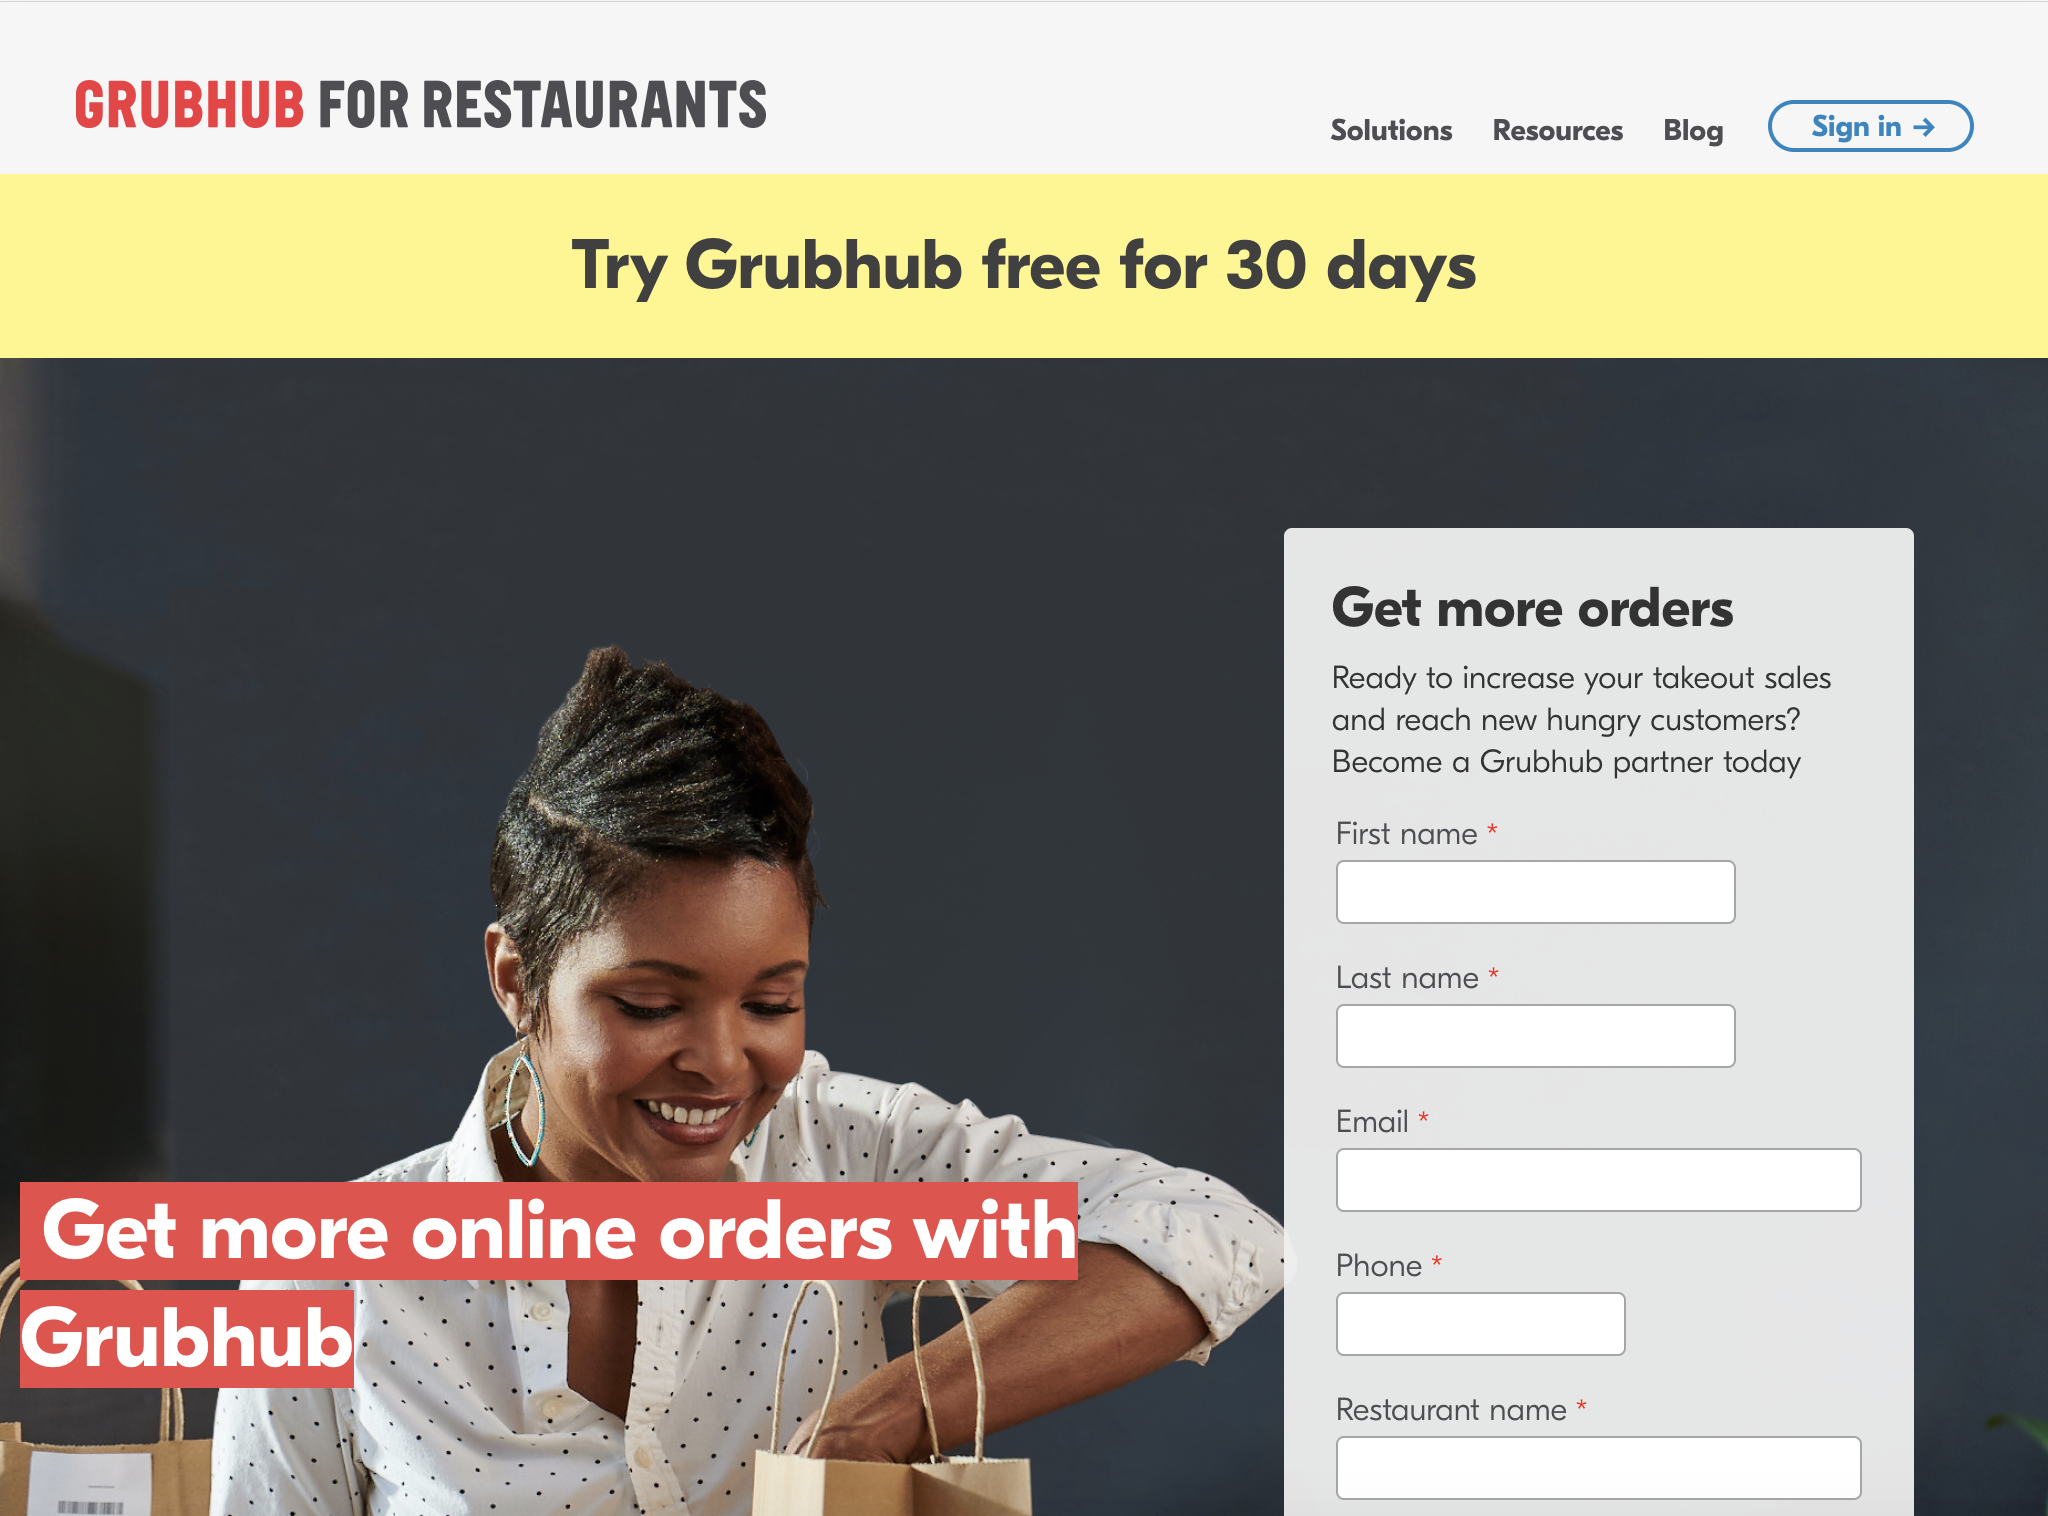 GRUBHUB FOR RESTAURANTS
Solutions Resources Blog Sign in →
Try Grubhub free for 30 days
Get more orders
Ready to increase your takeout sales
and reach new hungry customers?
Become a Grubhub partner today
First name *
Last name *
Email *
Phone *
Restaurant name *
Get more online orders with
Grubhub